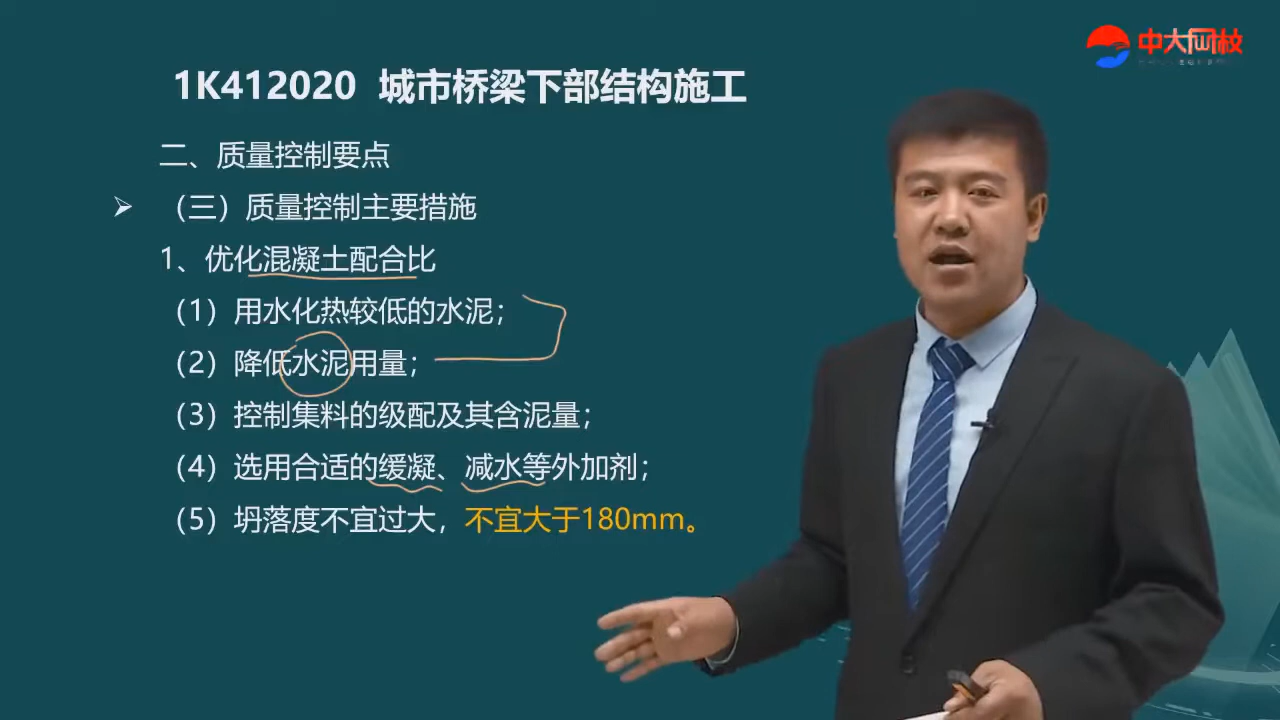 中大网校
1K412020 城市桥梁下部结构施工
二、质量控制要点
（三）质量控制主要措施
1、优化混凝土配合比
（1）用水化热较低的水泥；
（2）降低水泥用量；
（3）控制集料的级配及其含泥量；
（4）选用合适的缓凝、减水等外加剂；
（5）坍落度不宜过大，不宜大于180mm。